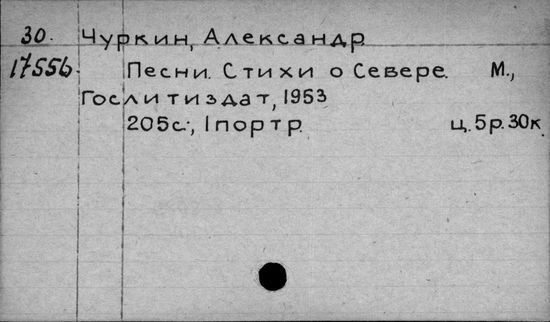 30. Чуркин, Александр
17556. Песни. Стихи о Севере. М.,
Гослитиздат, 1953
205с., 1 портр. ц. 5р. 30к